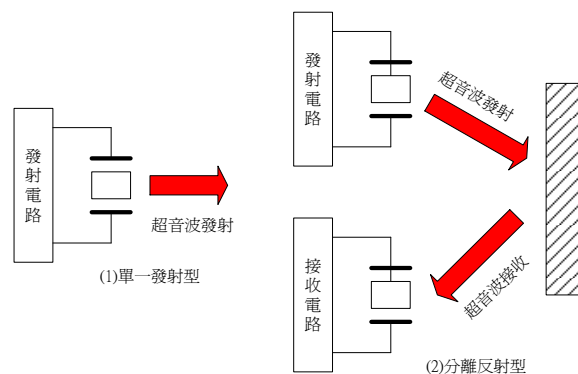 發射電路
超音波發射
(1)單一發射型
發射電路
超音波發射
接收電路
超音波接收
(2)分離反射型